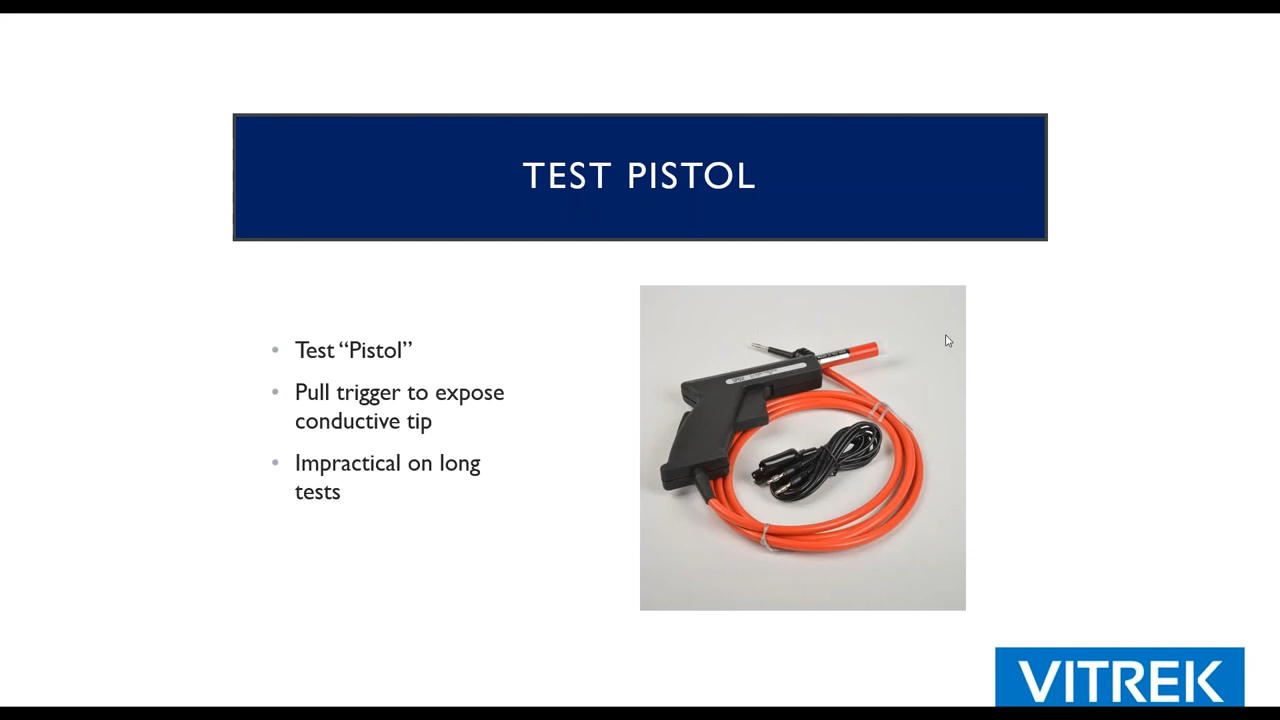 TEST PISTOL
Test “Pistol”
Pull trigger to expose
conductive tip
Impractical on long
tests
VITREK